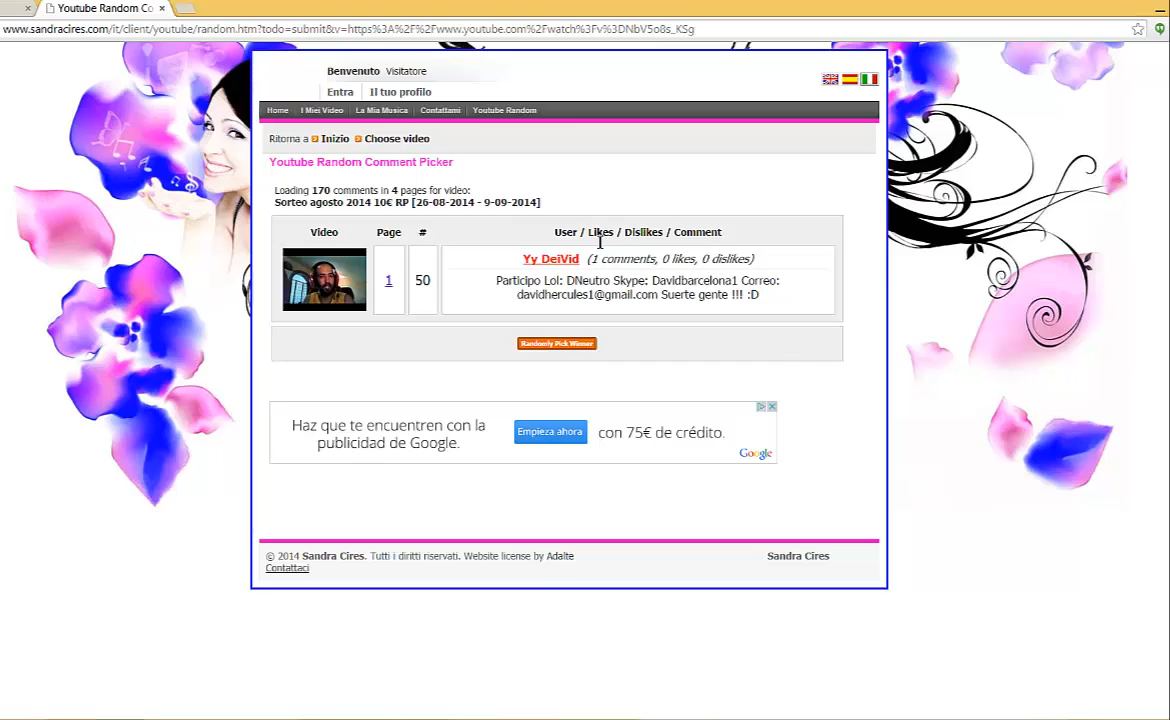 Youtube Random Co
www.sandracires.com/it/client/youtube/random.htm?todo=submit&v=https%3A%2F%2Fwww.youtube.com%2Fwatch%3Fv%3DNbV5o8s_KSg
Benvenuto Visitatore
Entra Il tuo profilo
Home I Miei Video La Mia Musica Contattami Youtube Random
Ritorna a Inizio Choose video
Youtube Random Comment Picker
Loading 170 comments in 4 pages for video:
Sorteo agosto 2014 10€ RP [26-08-2014 - 9-09-2014]
Video Page # User / Likes / Dislikes / Comment
Yy DeiVid (1 comments, 0 likes, 0 dislikes)
1 50 Participo Lol: DNeutro Skype: Davidbarcelona1 Correo:
davidhercules1@gmail.com Suerte gente !!! :D
Randomly Pick Winner
Haz que te encuentren con la
publicidad de Google.
Empieza ahora
con 75€ de crédito.
Google
© 2014 Sandra Cires. Tutti i diritti riservati. Website license by Adalte
Sandra Cires
Contattaci